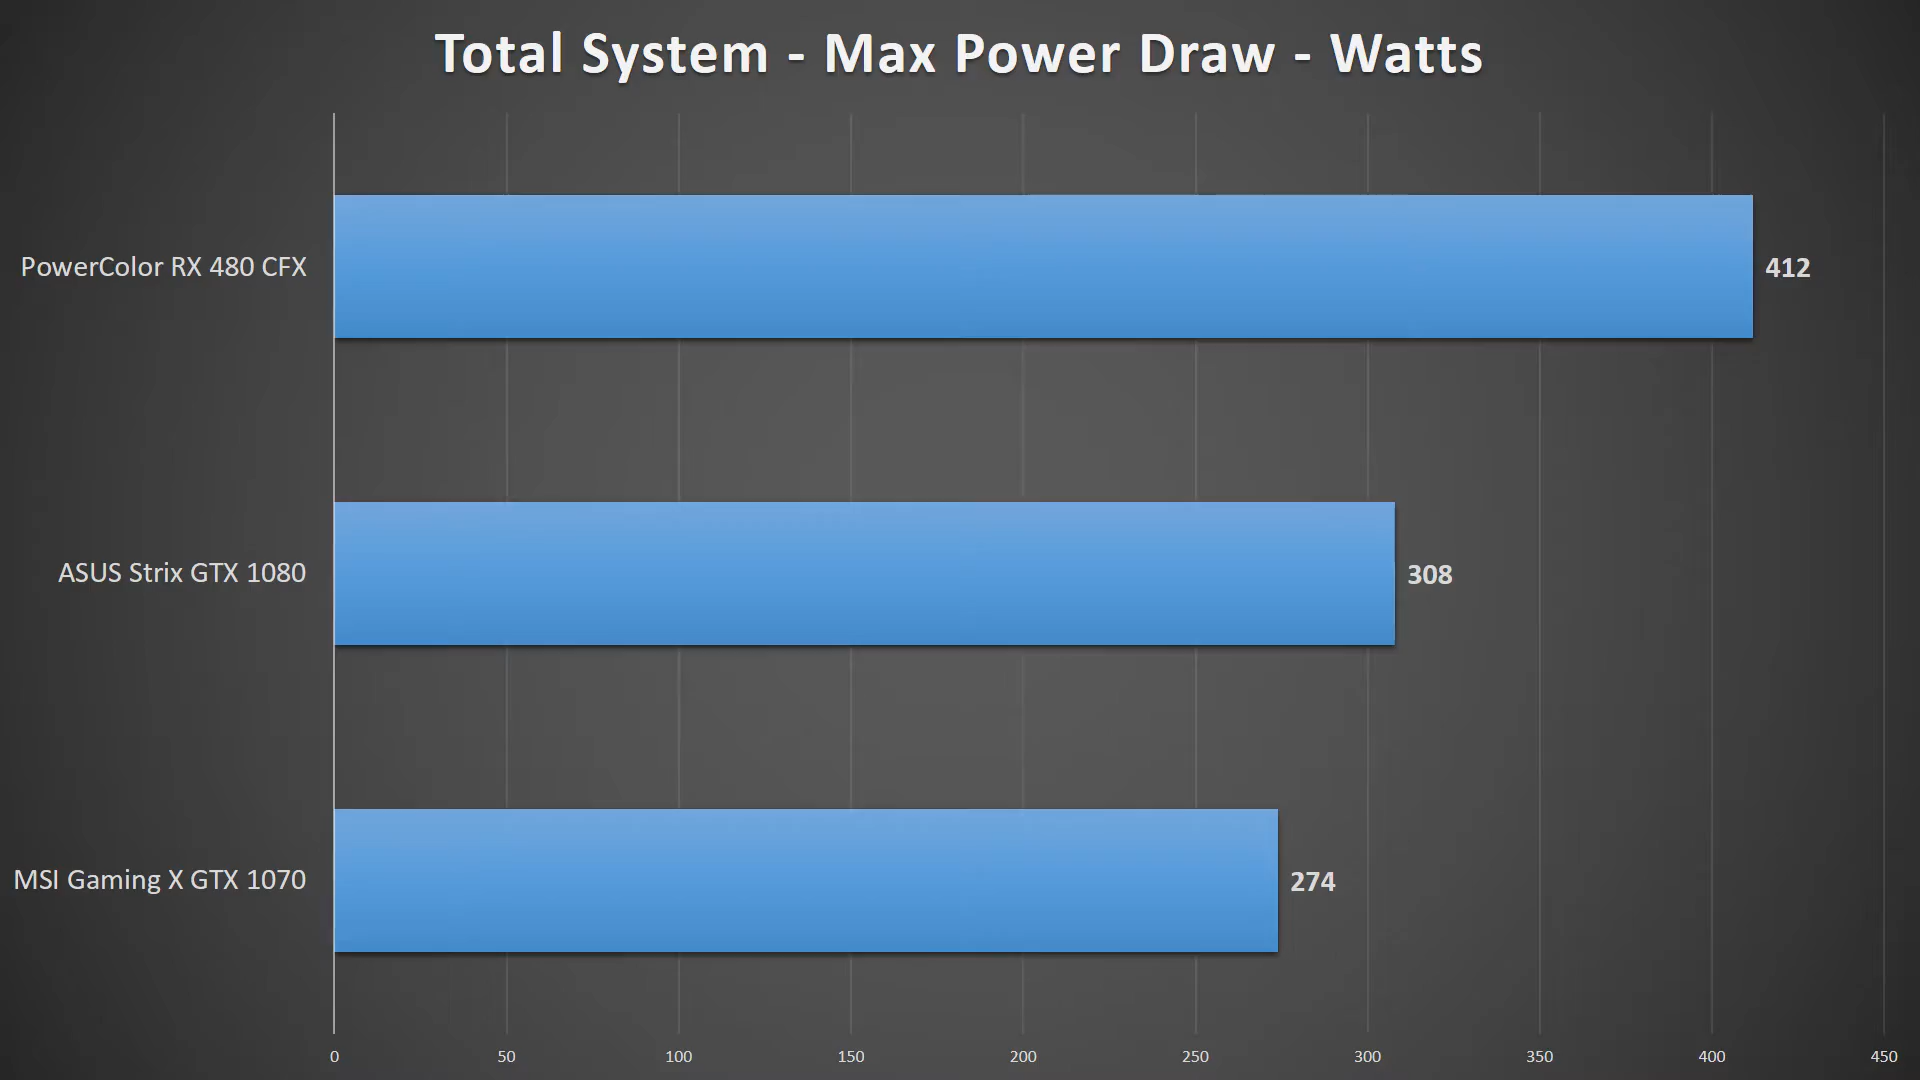 Total System - Max Power Draw - Watts
PowerColor RX 480 CFX
412
ASUS Strix GTX 1080
308
MSI Gaming X GTX 1070
274
0 50 100 150 200 250 300 350 400 450